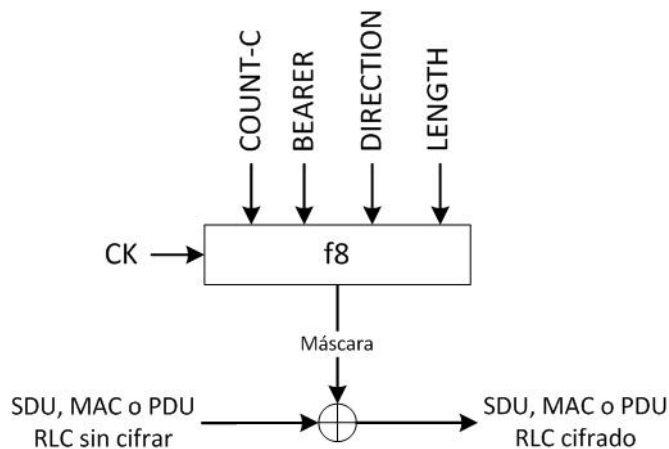 COUNT-C
BEARER
DIRECTION
LENGTH
CK
f8
Máscara
SDU, MAC o PDU
RLC sin cifrar
SDU, MAC o PDU
RLC cifrado